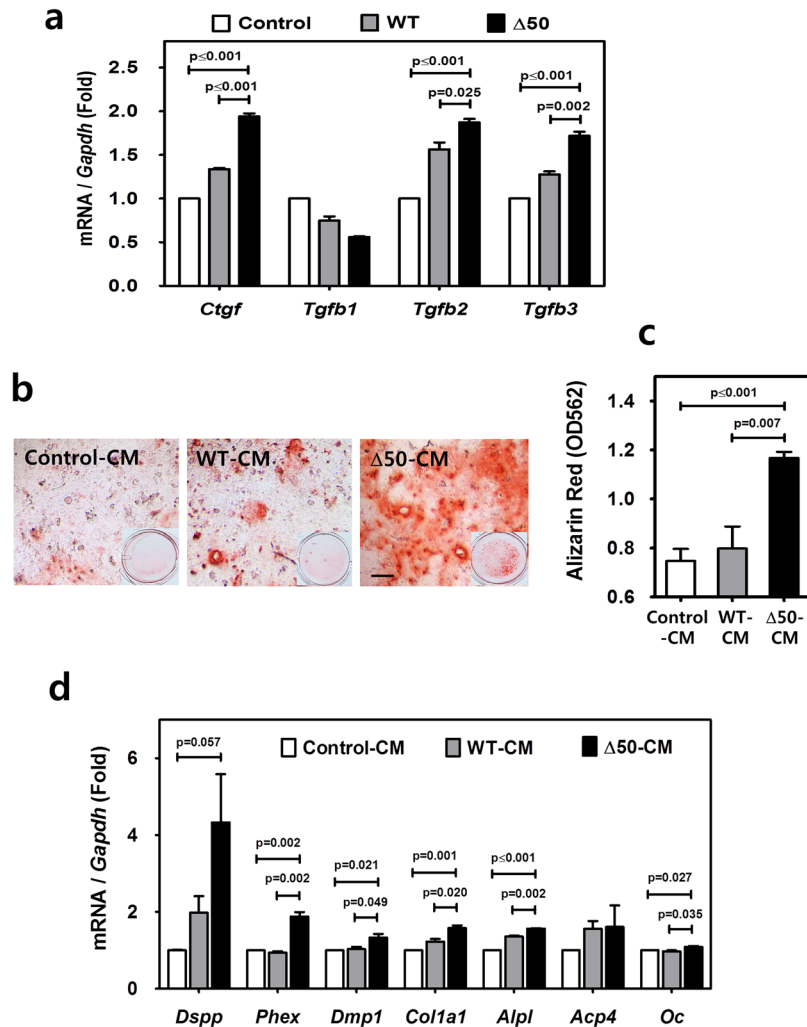 a
Control WT Δ50
mRNA / Gapdh (Fold)
2.5
2.0
1.5
1.0
0.5
0.0
p≤0.001
p≤0.001
p≤0.001
p=0.025
p≤0.001
p=0.002
Ctgf Tgfb1 Tgfb2 Tgfb3
b
Control-CM WT-CM Δ50-CM
c
Alizarin Red (OD562)
1.4
1.2
1.0
0.8
0.6
p≤0.001
p=0.007
Control
-CM
WT-
CM
Δ50-
CM
d
Control-CM WT-CM Δ50-CM
mRNA / Gapdh (Fold)
6
4
2
0
p=0.057
p=0.002
p=0.002
p=0.021
p=0.049
p=0.001
p=0.020
p≤0.001
p=0.002
p=0.027
p=0.035
Dspp Phex Dmp1 Col1a1 Alpl Acp4 Oc